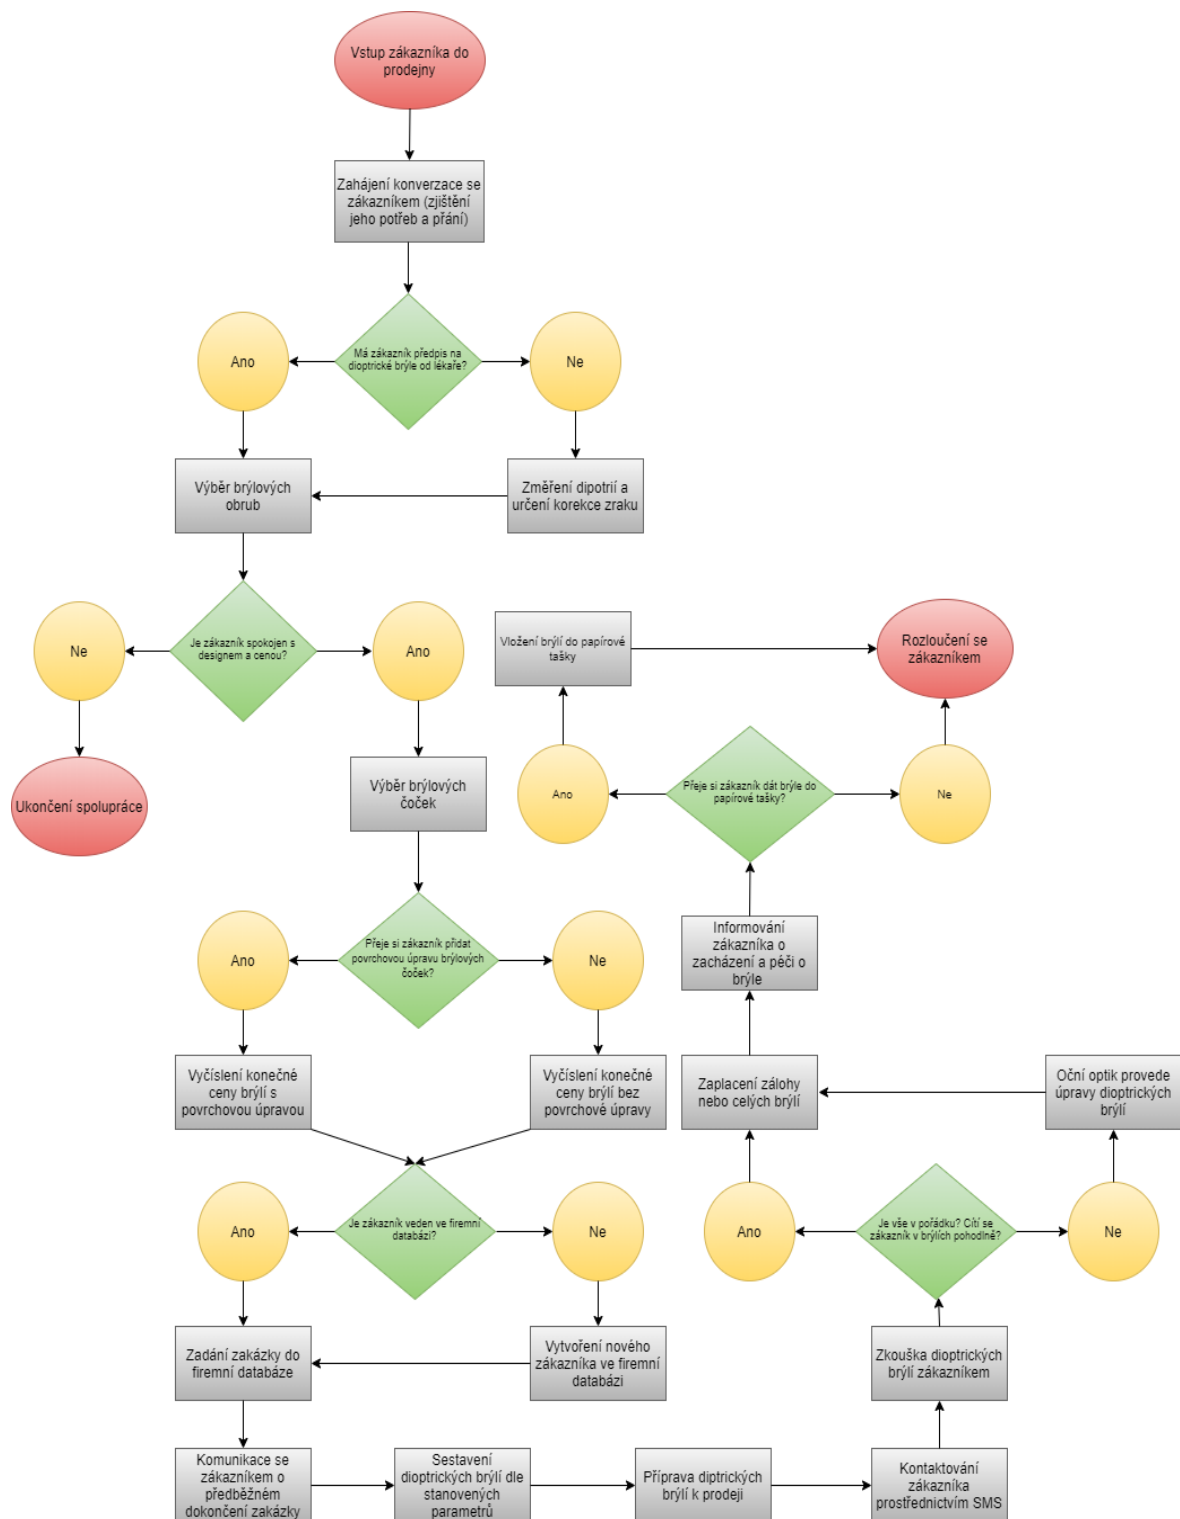 Vstup zákazníka do
prodejny
Zahájení konverzace se
zákazníkem (zjištění
jeho potřeb a přání)
Má zákazník předpis na
dioptrické brýle od lékaře?
Ano
Ne
Výběr brýlových
obrub
Změření dipotrií a
určení korekce zraku
Je zákazník spokojen s
designem a cenou?
Ne
Ano
Ukončení spolupráce
Výběr brýlových
čoček
Přeje si zákazník přidat
povrchovou úpravu brýlových
čoček?
Ano
Ne
Vyčíslení konečné
ceny brýlí s
povrchovou úpravou
Vyčíslení konečné
ceny brýlí bez
povrchové úpravy
Je zákazník veden ve firemní
databázi?
Ano
Ne
Zadání zakázky do
firemní databáze
Vytvoření nového
zákazníka ve firemní
databázi
Komunikace se
zákazníkem o
předběžném
dokončení zakázky
Sestavení
dioptrických brýlí dle
stanovených
parametrů
Příprava diptrických
brýlí k prodeji
Kontaktování
zákazníka
prostřednictvím SMS
Zkouška dioptrických
brýlí zákazníkem
Je vše v pořádku? Cítí se
zákazník v brýlích pohodlně?
Ano
Ne
Oční optik provede
úpravy dioptrických
brýlí
Zaplacení zálohy
nebo celých brýlí
Informování
zákazníka o
zacházení a péči o
brýle
Přeje si zákazník dát brýle do
papírové tašky?
Ano
Ne
Vložení brýlí do papírové
tašky
Rozloučení se
zákazníkem